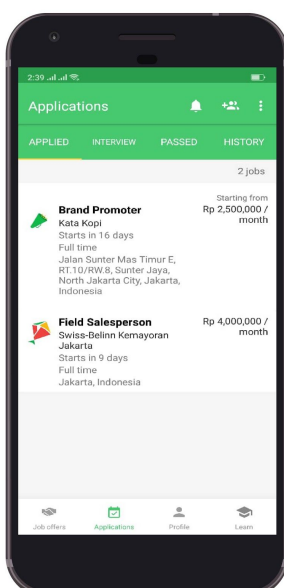 2:39
Applications
APPLIED INTERVIEW PASSED HISTORY
2 jobs
Starting from
Brand Promoter Rp 2,500,000 /
Kata Kopi month
Starts in 16 days
Full time
Jalan Sunter Mas Timur E,
RT.10/RW.8, Sunter Jaya,
North Jakarta City, Jakarta,
Indonesia
Field Salesperson Rp 4,000,000 /
Swiss-Belinn Kemayoran month
Jakarta
Starts in 9 days
Full time
Jakarta, Indonesia
Job offers Applications Profile Learn